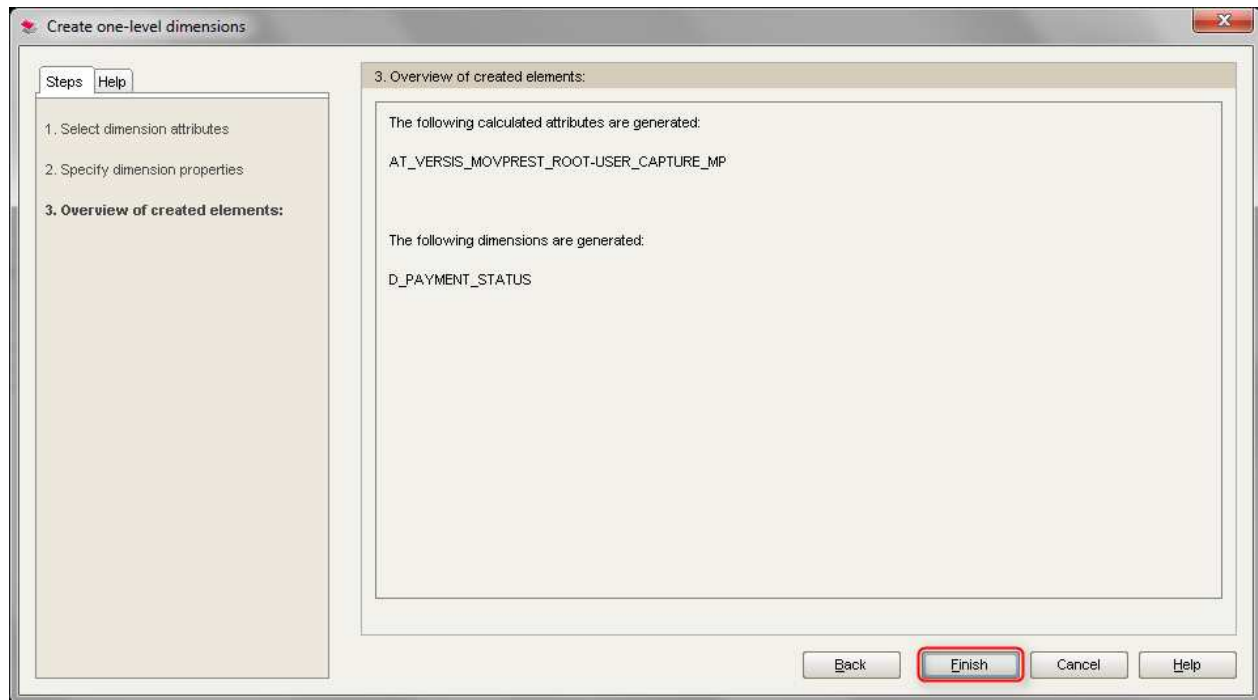 Create one-level dimensions
Steps Help
1. Select dimension attributes
2. Specify dimension properties
3. Overview of created elements:
3. Overview of created elements:
The following calculated attributes are generated:
AT_VERSIS_MOVPREST_ROOT-USER_CAPTURE_MP
The following dimensions are generated:
D_PAYMENT_STATUS
Back Finish Cancel Help